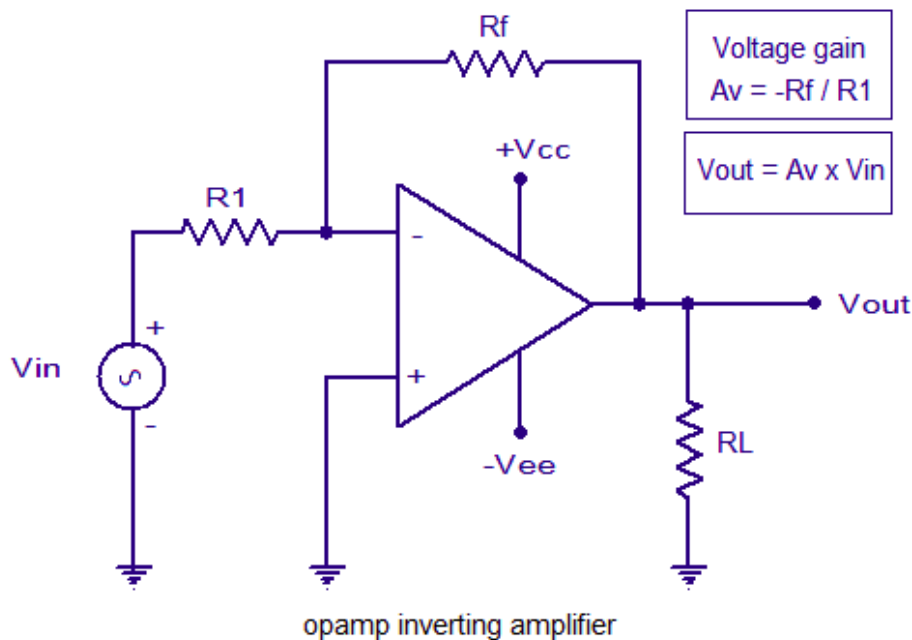 Rf
Voltage gain
Av = -Rf / R1
+Vcc
Vout = Av x Vin
R1
-
Vout
+
Vin
S
+
-
RL
-Vee
opamp inverting amplifier